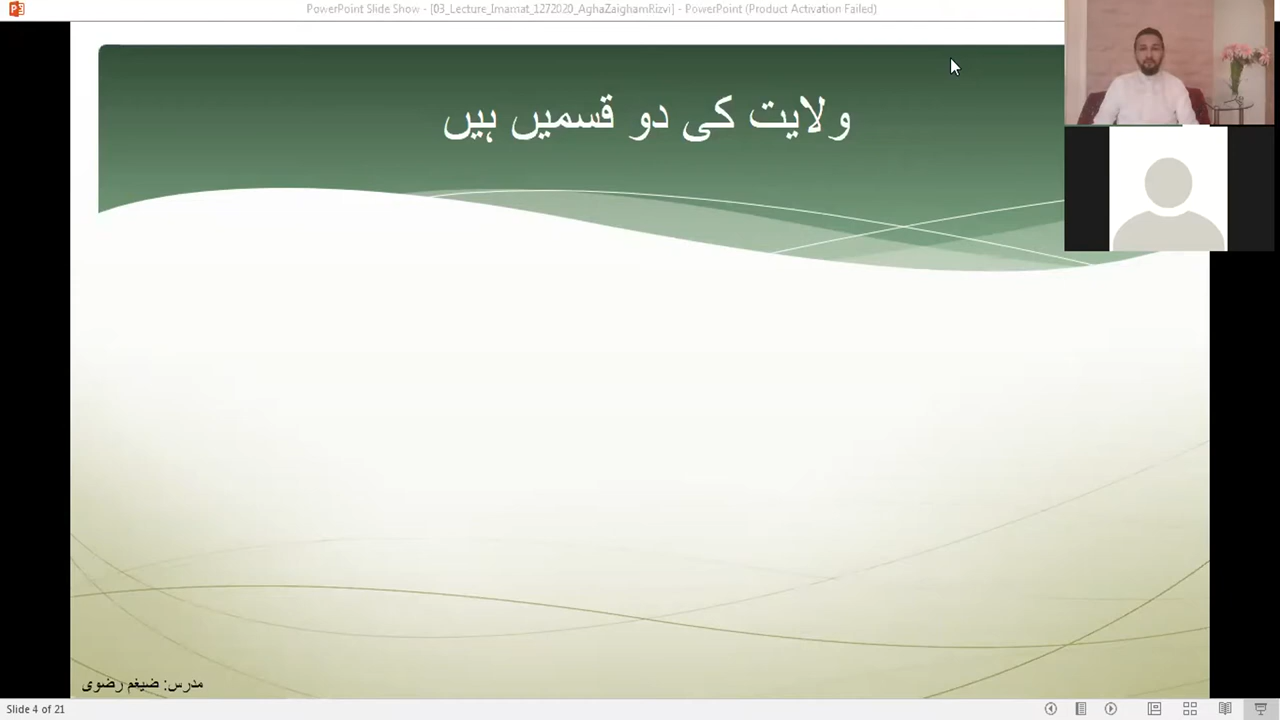 PowerPoint Slide Show - [03_Lecture_Imamat_1272020_AghaZaighamRizvi] - PowerPoint (Product Activation Failed)
ولایت کی دو قسمیں ہیں
مدرس: ضیغم رضوی
Slide 4 of 21